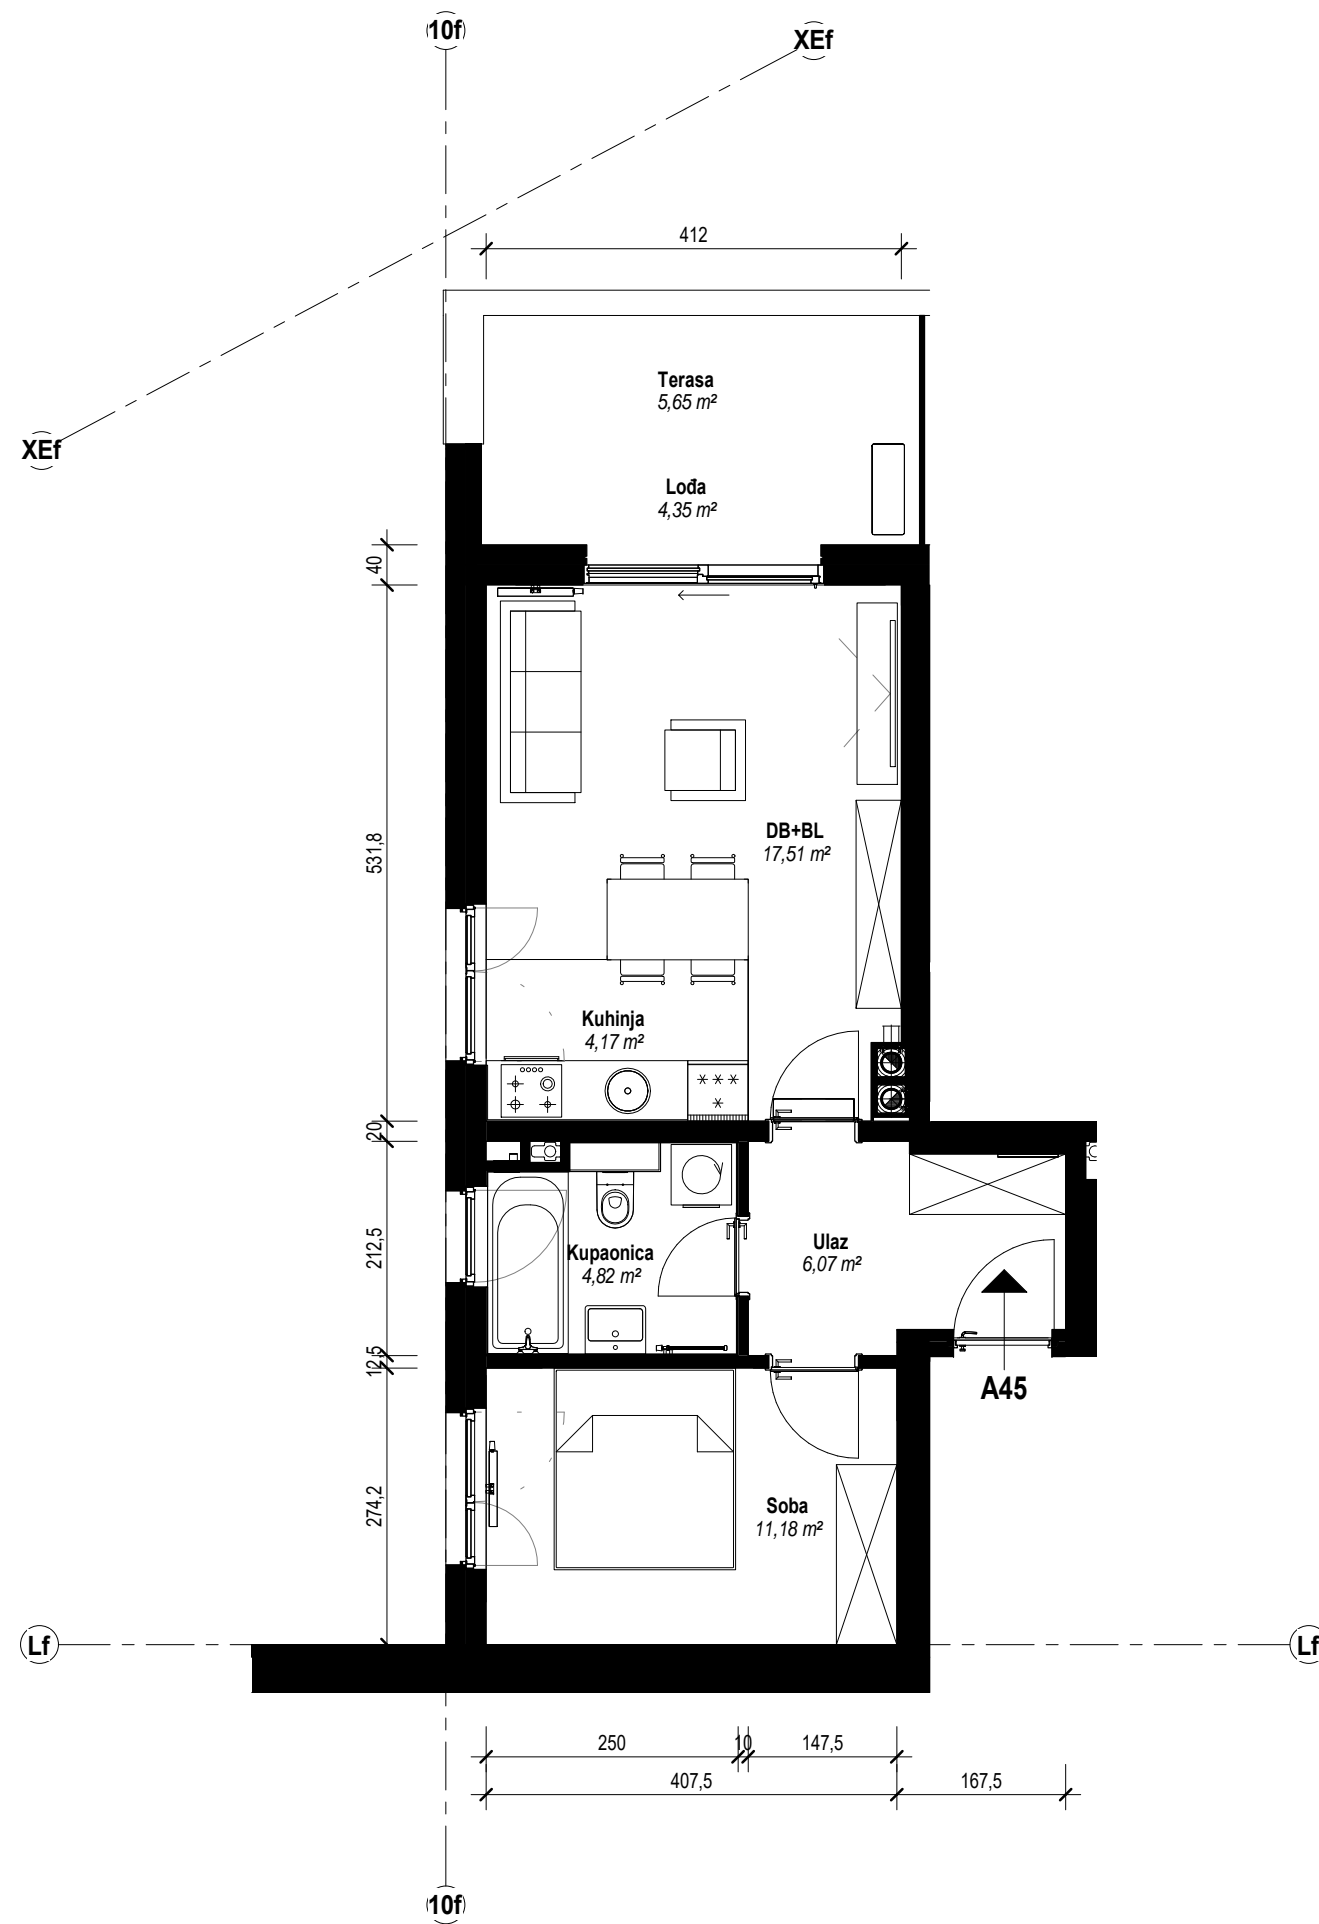 10f
XEf
412
Terasa
5,65 m²
XEf
Lođa
4,35 m²
40
531,8
DB+BL
17,51 m²
Kuhinja
4,17 m²
20
212,5
Kupaonica
4,82 m²
Ulaz
6,07 m²
12,5
A45
274,2
Soba
11,18 m²
Lf
Lf
250
10
147,5
407,5
167,5
10f